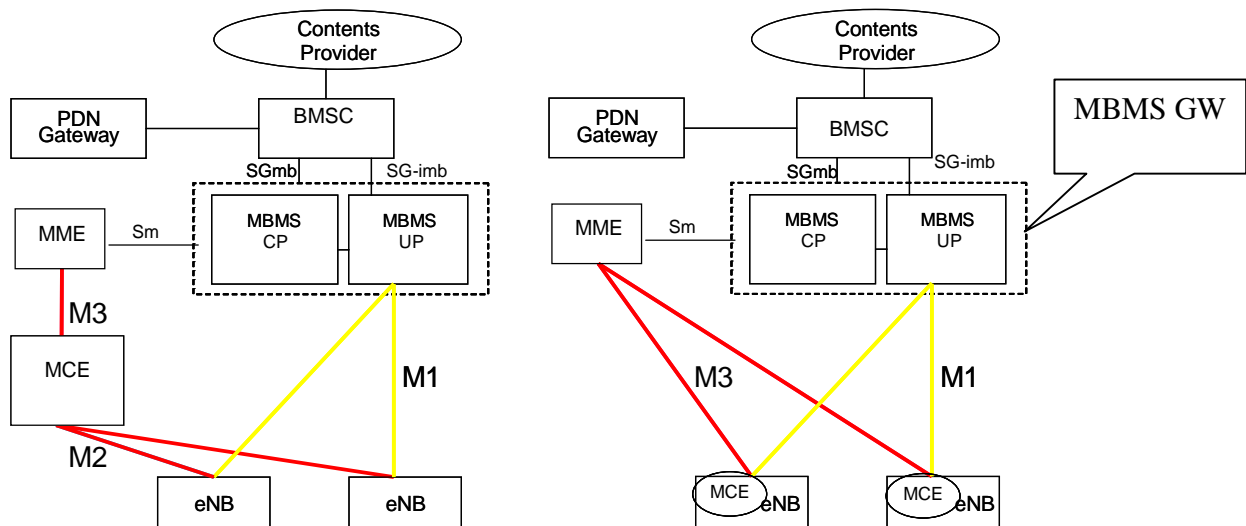 Contents
Provider
PDN
Gateway
BMSC
SGmb
SG-imb
MBMS
CP
MBMS
UP
MME
Sm
M3
MCE
M1
M2
eNB
eNB
Contents
Provider
PDN
Gateway
BMSC
MBMS GW
SGmb
SG-imb
MBMS
CP
MBMS
UP
MME
Sm
M3
M1
MCE
eNB
MCE
eNB